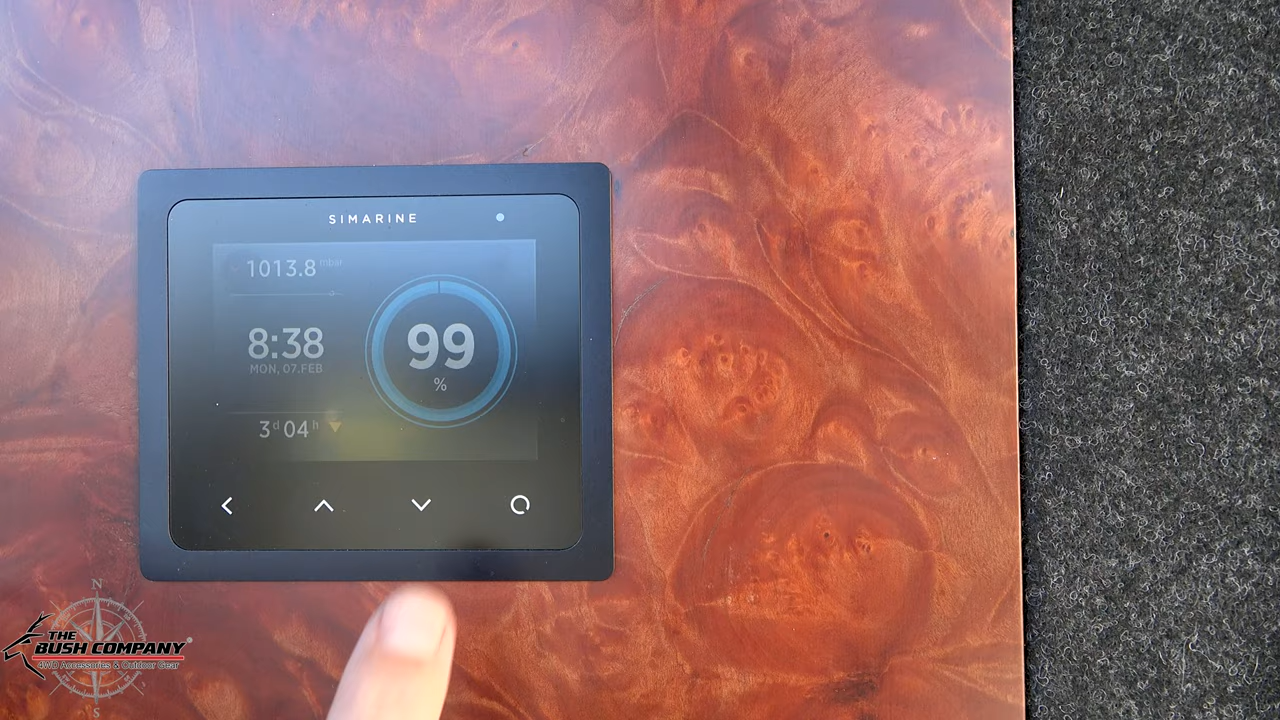 SIMARINE
1013.8 mbar
8:38
MON, 07.FEB
3d 04h
99
%
N
THE
BUSH COMPANY
4WD Accessories & Outdoor Gear
S